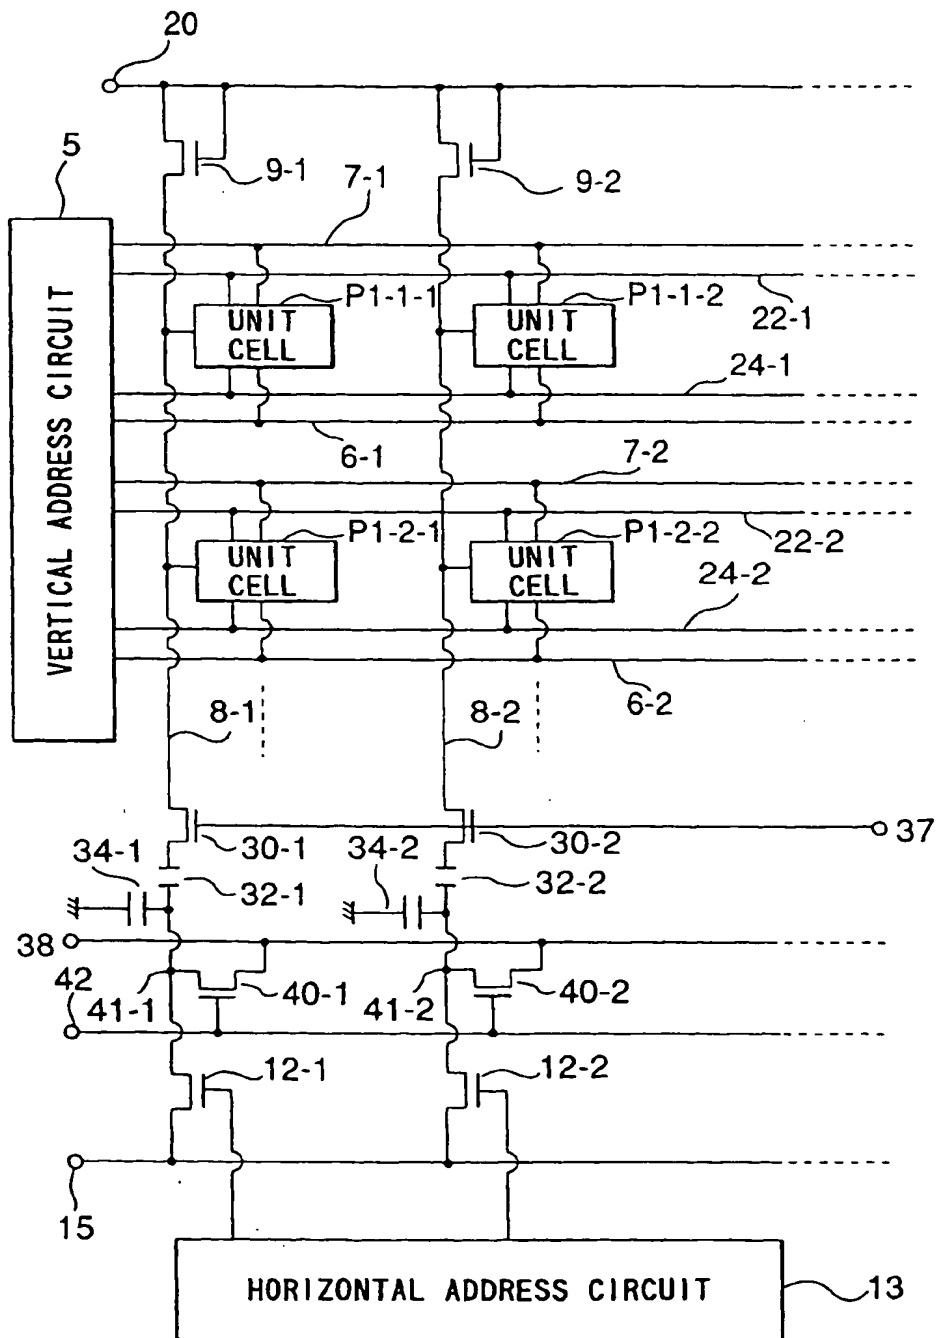 20
5
9-1
9-2
7-1
VERTICAL ADDRESS CIRCUIT
P1-1-1
P1-1-2
UNIT
CELL
UNIT
CELL
22-1
24-1
6-1
7-2
P1-2-1
P1-2-2
UNIT
CELL
UNIT
CELL
22-2
24-2
6-2
8-1
8-2
37
34-1
30-1
34-2
30-2
32-1
32-2
38
42
41-1
40-1
41-2
40-2
12-1
12-2
15
HORIZONTAL ADDRESS CIRCUIT
13